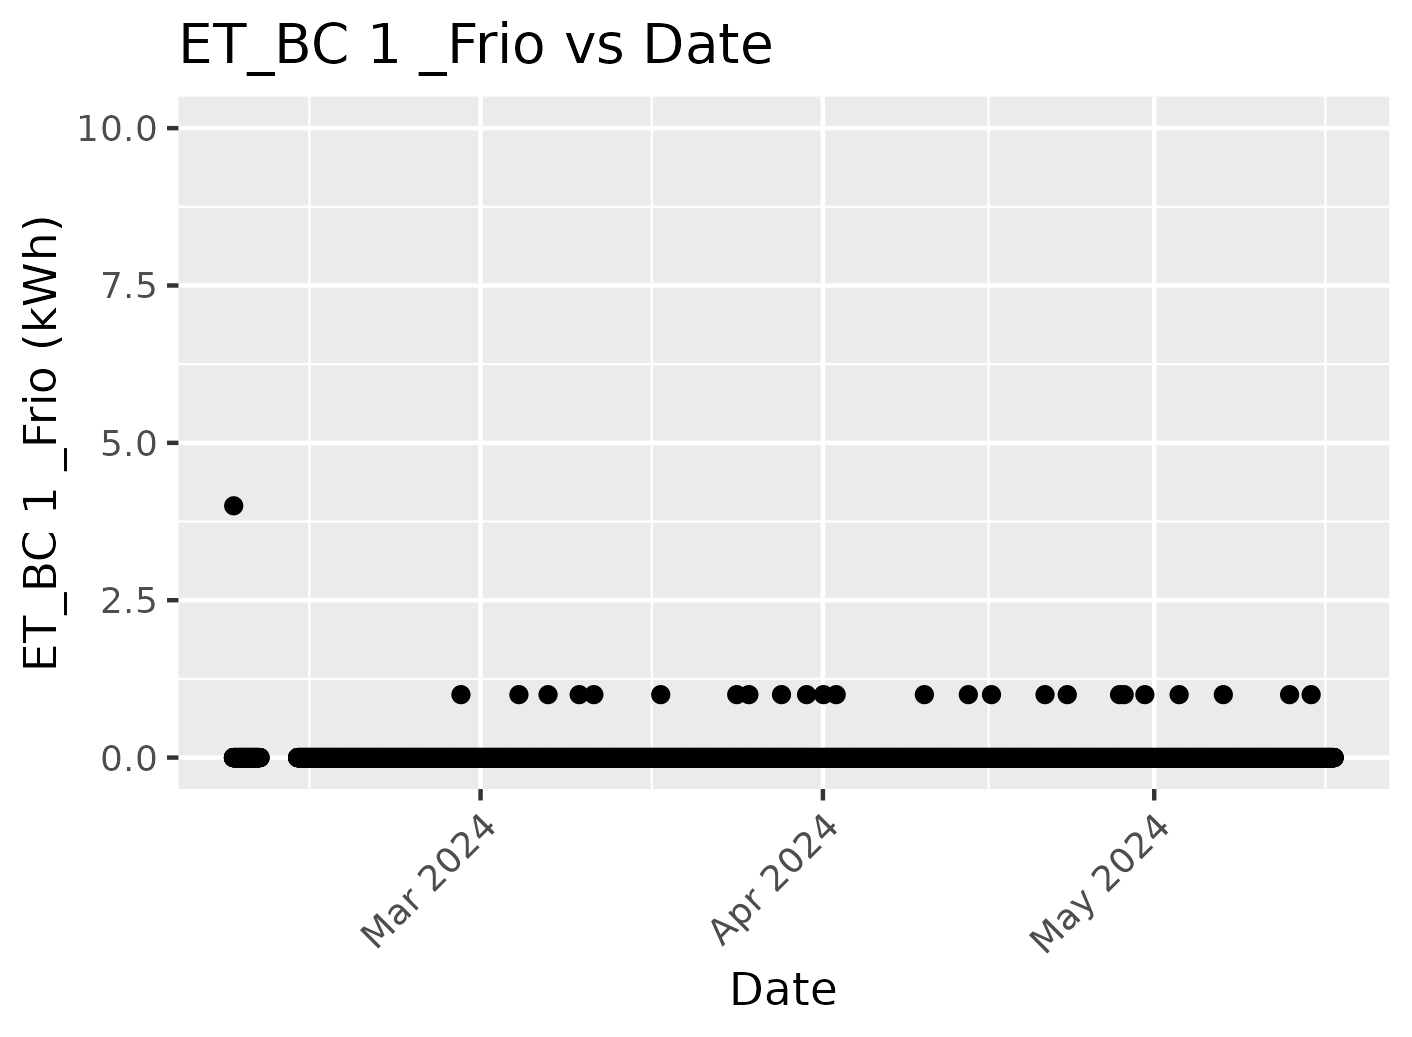 ET_BC 1 _Frio vs Date
ET_BC 1 _Frio (kWh)
10.0
7.5
5.0
2.5
0.0
Mar 2024
Apr 2024
May 2024
Date